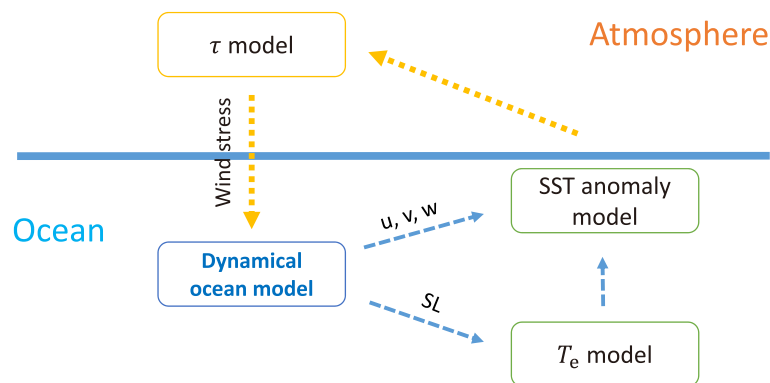 τ model
Atmosphere
Wind stress
SST anomaly
model
u, v, w
Ocean
Dynamical
ocean model
SL
Te model